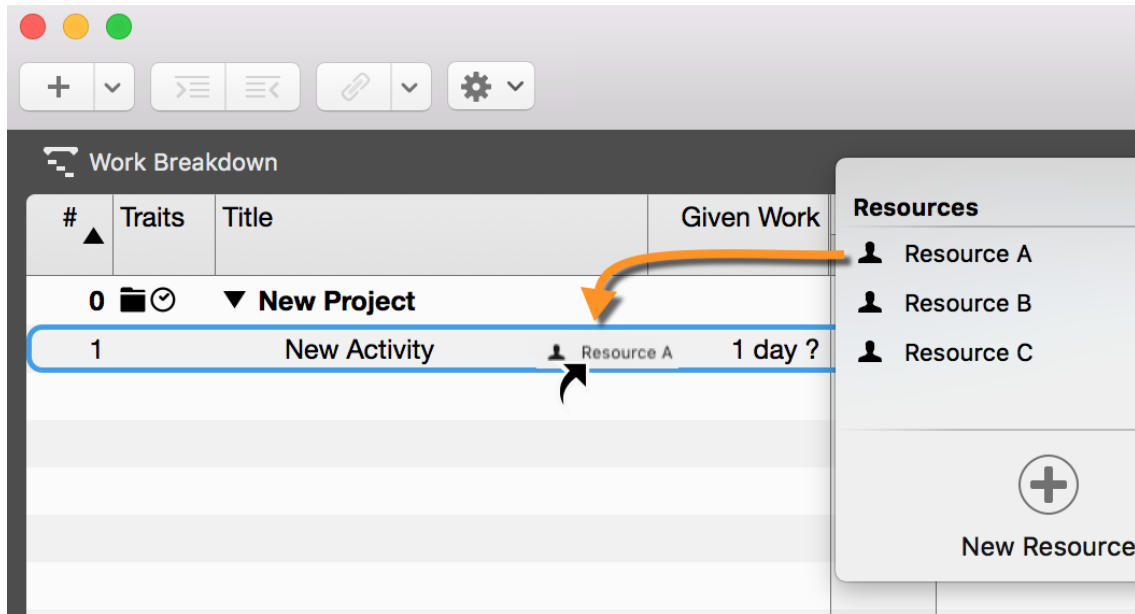 Work Breakdown
# Traits Title Given Work
Resources
Resource A
0 New Project
Resource B
1 New Activity Resource A 1 day ?
Resource C
New Resource